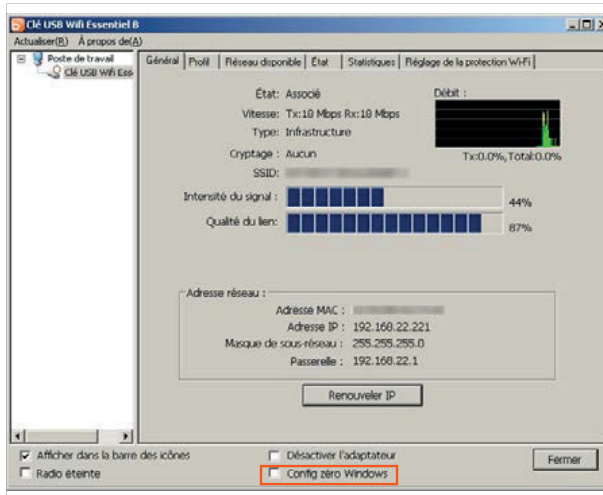 Clé USB Wifi Essentiel B
Actualiser(R) À propos de(A)
Poste de travail
Clé USB Wifi Ess
Général Profil Réseau disponible État Statistiques Réglage de la protection Wi-Fi
État: Associé
Débit :
Vitesse: Tx:18 Mbps Rx:18 Mbps
Type: Infrastructure
Cryptage : Aucun
Tx:0.0%, Total:0.0%
SSID:
Intensité du signal : 44%
Qualité du lien: 87%
Adresse réseau :
Adresse MAC :
Adresse IP : 192.168.22.221
Masque de sous-réseau : 255.255.255.0
Passerelle : 192.168.22.1
Renouveler IP
Afficher dans la barre des icônes
Désactiver l'adaptateur
Fermer
Radio éteinte
Config zéro Windows